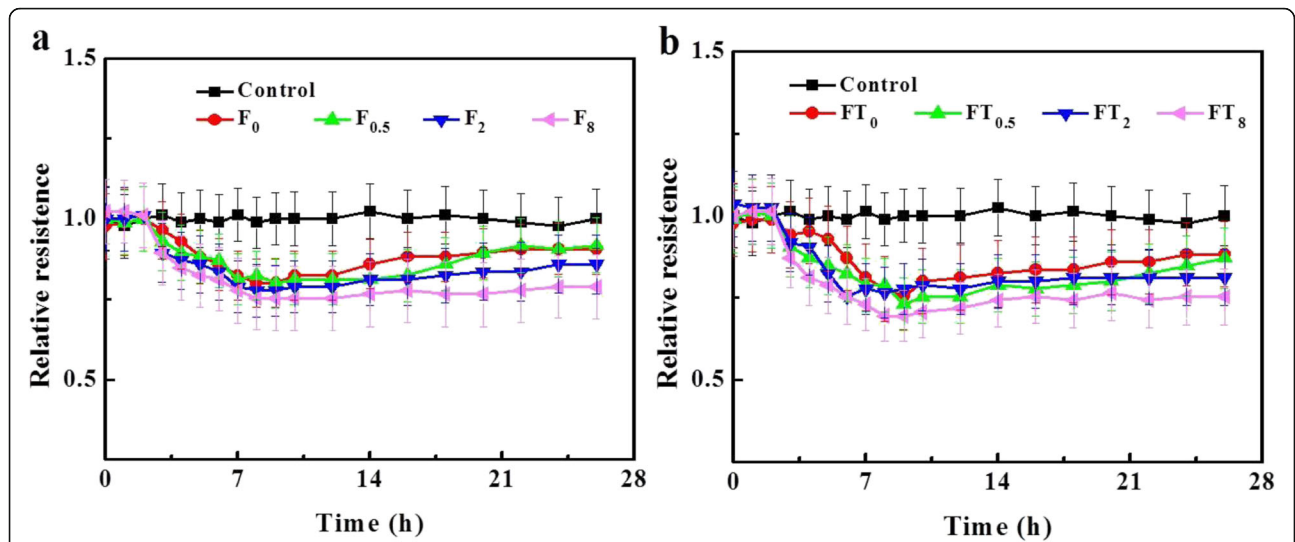 a
1.5
1.0
0.5
Relative resistence
Control
F0 F0.5 F2 F8
0 7 14 21 28
Time (h)
b
1.5
1.0
0.5
Relative resistence
Control
FT0 FT0.5 FT2 FT8
0 7 14 21 28
Time (h)